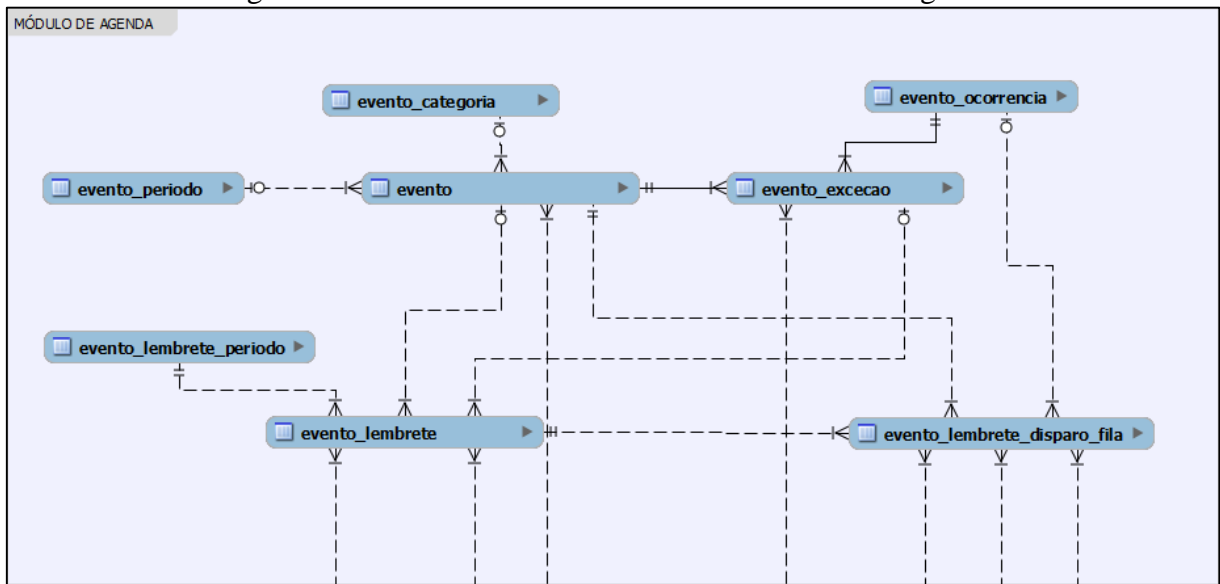 MÓDULO DE AGENDA
evento_categoria
evento_ocorrencia
evento_periodo
evento
evento_excecao
evento_lembrete_periodo
evento_lembrete
evento_lembrete_disparo_fila